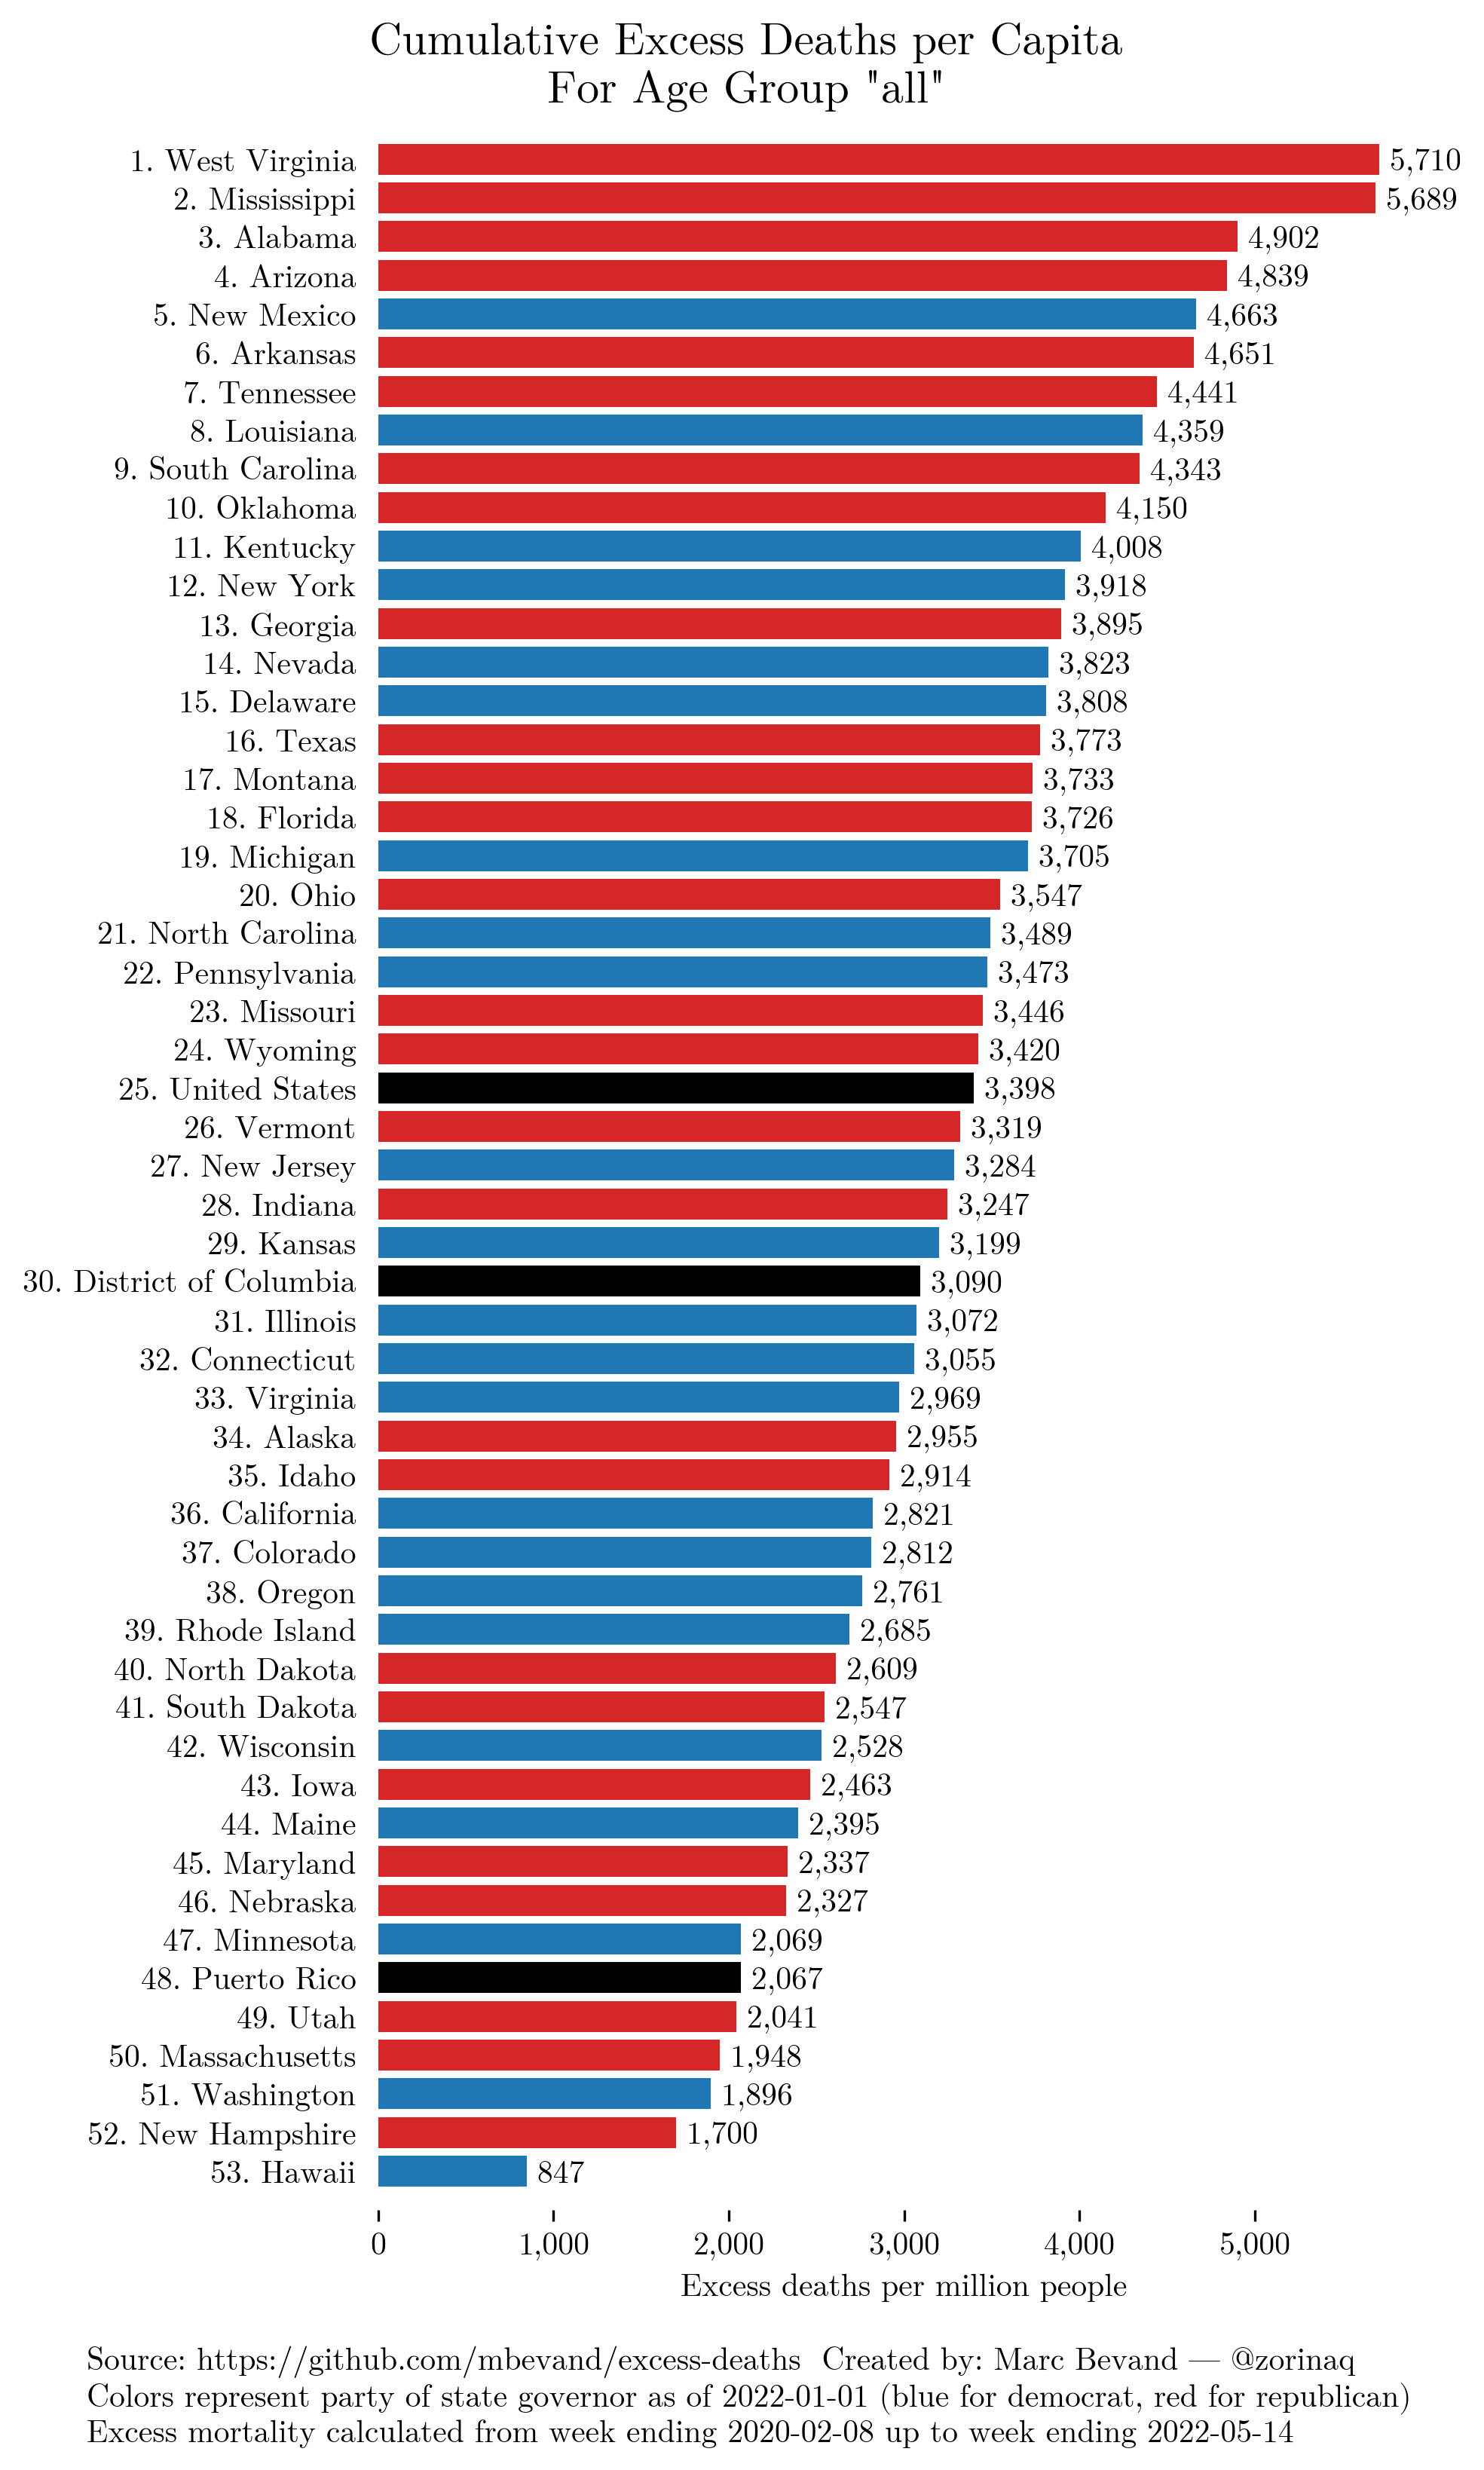 Cumulative Excess Deaths per Capita
For Age Group "all"
1. West Virginia 5,710
2. Mississippi 5,689
3. Alabama 4,902
4. Arizona 4,839
5. New Mexico 4,663
6. Arkansas 4,651
7. Tennessee 4,441
8. Louisiana 4,359
9. South Carolina 4,343
10. Oklahoma 4,150
11. Kentucky 4,008
12. New York 3,918
13. Georgia 3,895
14. Nevada 3,823
15. Delaware 3,808
16. Texas 3,773
17. Montana 3,733
18. Florida 3,726
19. Michigan 3,705
20. Ohio 3,547
21. North Carolina 3,489
22. Pennsylvania 3,473
23. Missouri 3,446
24. Wyoming 3,420
25. United States 3,398
26. Vermont 3,319
27. New Jersey 3,284
28. Indiana 3,247
29. Kansas 3,199
30. District of Columbia 3,090
31. Illinois 3,072
32. Connecticut 3,055
33. Virginia 2,969
34. Alaska 2,955
35. Idaho 2,914
36. California 2,821
37. Colorado 2,812
38. Oregon 2,761
39. Rhode Island 2,685
40. North Dakota 2,609
41. South Dakota 2,547
42. Wisconsin 2,528
43. Iowa 2,463
44. Maine 2,395
45. Maryland 2,337
46. Nebraska 2,327
47. Minnesota 2,069
48. Puerto Rico 2,067
49. Utah 2,041
50. Massachusetts 1,948
51. Washington 1,896
52. New Hampshire 1,700
53. Hawaii 847
0 1,000 2,000 3,000 4,000 5,000
Excess deaths per million people
Source: https://github.com/mbevand/excess-deaths Created by: Marc Bevand — @zorinaq
Colors represent party of state governor as of 2022-01-01 (blue for democrat, red for republican)
Excess mortality calculated from week ending 2020-02-08 up to week ending 2022-05-14